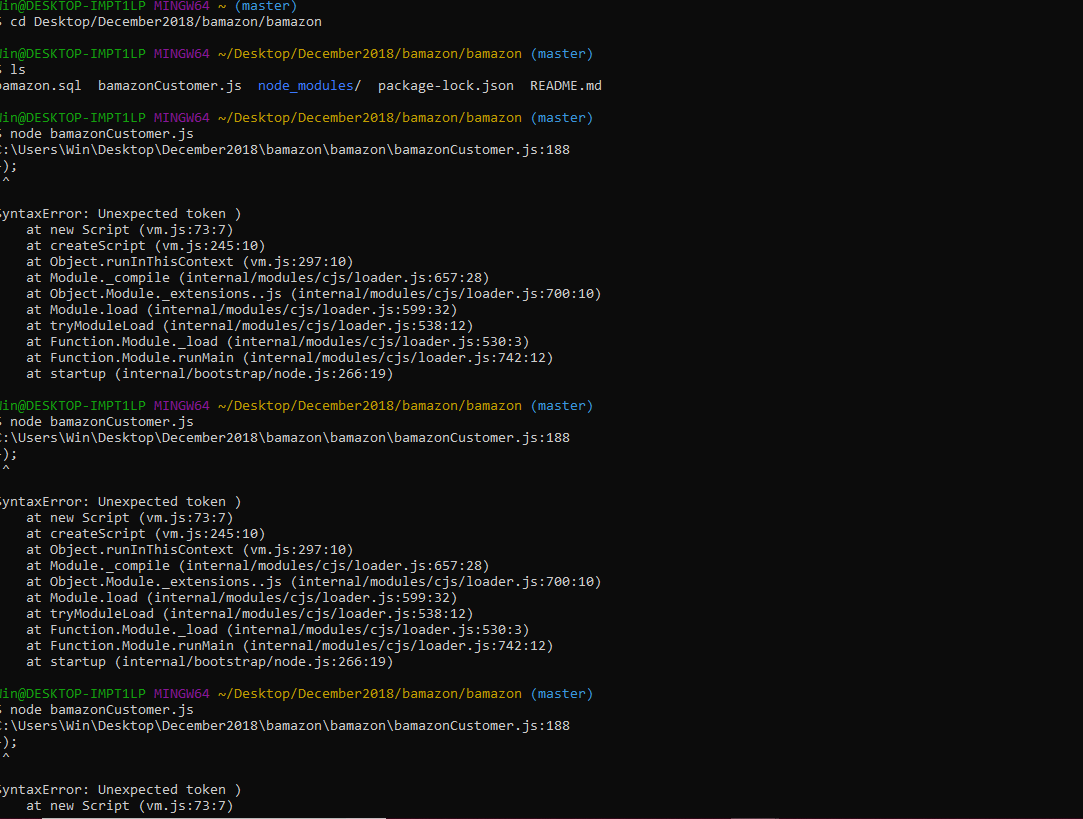 Win@DESKTOP-IMPT1LP MINGW64 ~ (master)
$ cd Desktop/December2018/bamazon/bamazon
Win@DESKTOP-IMPT1LP MINGW64 ~/Desktop/December2018/bamazon/bamazon (master)
$ ls
bamazon.sql  bamazonCustomer.js  node_modules/  package-lock.json  README.md
Win@DESKTOP-IMPT1LP MINGW64 ~/Desktop/December2018/bamazon/bamazon (master)
$ node bamazonCustomer.js
C:\Users\Win\Desktop\December2018\bamazon\bamazon\bamazonCustomer.js:188
});
 ^
SyntaxError: Unexpected token )
    at new Script (vm.js:73:7)
    at createScript (vm.js:245:10)
    at Object.runInThisContext (vm.js:297:10)
    at Module._compile (internal/modules/cjs/loader.js:657:28)
    at Object.Module._extensions..js (internal/modules/cjs/loader.js:700:10)
    at Module.load (internal/modules/cjs/loader.js:599:32)
    at tryModuleLoad (internal/modules/cjs/loader.js:538:12)
    at Function.Module._load (internal/modules/cjs/loader.js:530:3)
    at Function.Module.runMain (internal/modules/cjs/loader.js:742:12)
    at startup (internal/bootstrap/node.js:266:19)
Win@DESKTOP-IMPT1LP MINGW64 ~/Desktop/December2018/bamazon/bamazon (master)
$ node bamazonCustomer.js
C:\Users\Win\Desktop\December2018\bamazon\bamazon\bamazonCustomer.js:188
});
 ^
SyntaxError: Unexpected token )
    at new Script (vm.js:73:7)
    at createScript (vm.js:245:10)
    at Object.runInThisContext (vm.js:297:10)
    at Module._compile (internal/modules/cjs/loader.js:657:28)
    at Object.Module._extensions..js (internal/modules/cjs/loader.js:700:10)
    at Module.load (internal/modules/cjs/loader.js:599:32)
    at tryModuleLoad (internal/modules/cjs/loader.js:538:12)
    at Function.Module._load (internal/modules/cjs/loader.js:530:3)
    at Function.Module.runMain (internal/modules/cjs/loader.js:742:12)
    at startup (internal/bootstrap/node.js:266:19)
Win@DESKTOP-IMPT1LP MINGW64 ~/Desktop/December2018/bamazon/bamazon (master)
$ node bamazonCustomer.js
C:\Users\Win\Desktop\December2018\bamazon\bamazon\bamazonCustomer.js:188
});
 ^
SyntaxError: Unexpected token )
    at new Script (vm.js:73:7)